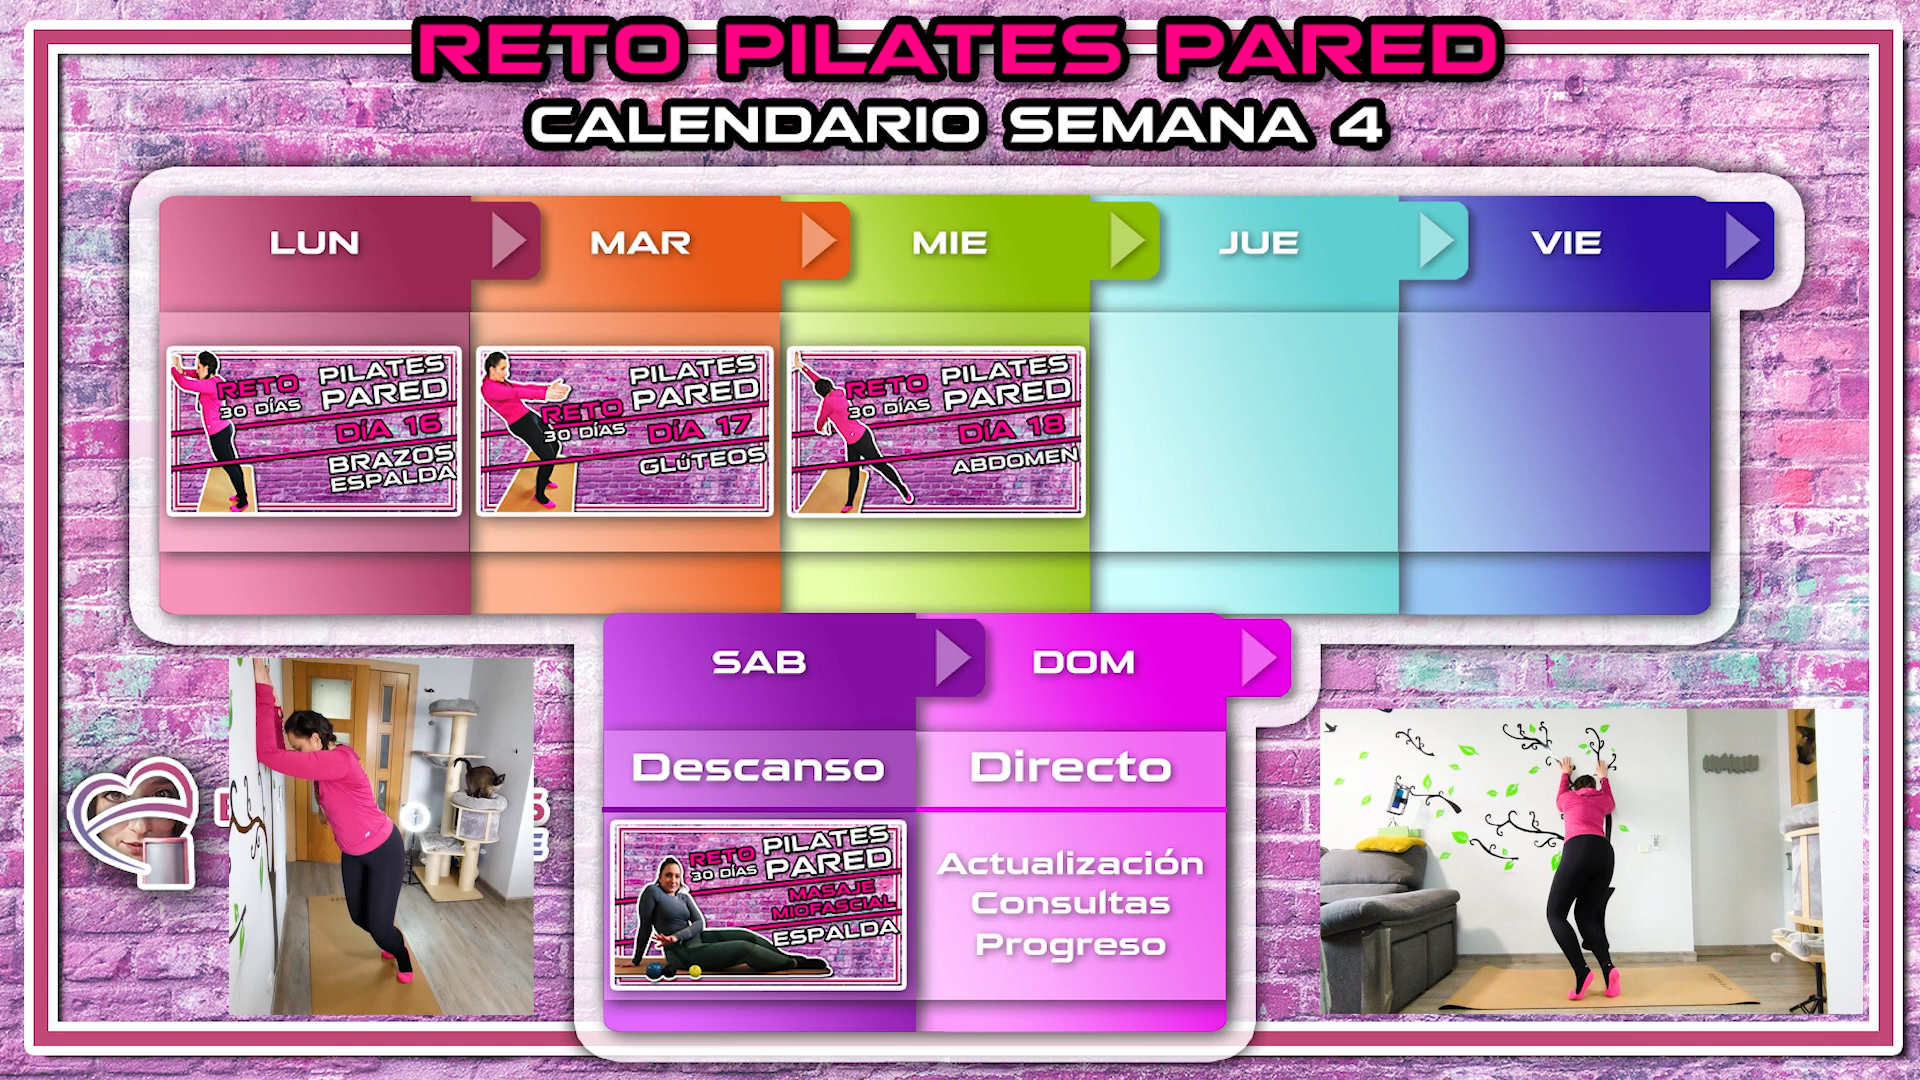 RETO PILATES PARED
CALENDARIO SEMANA 4
LUN
MAR
MIE
JUE
VIE
RETO
30 DÍAS
PILATES
PARED
DÍA 16
BRAZOS
ESPALDA
RETO
30 DÍAS
PILATES
PARED
DÍA 17
GLÚTEOS
RETO
30 DÍAS
PILATES
PARED
DÍA 18
ABDOMEN
SAB
DOM
Descanso
Directo
RETO
30 DÍAS
PILATES
PARED
MASAJE
MIOFASCIAL
ESPALDA
Actualización
Consultas
Progreso